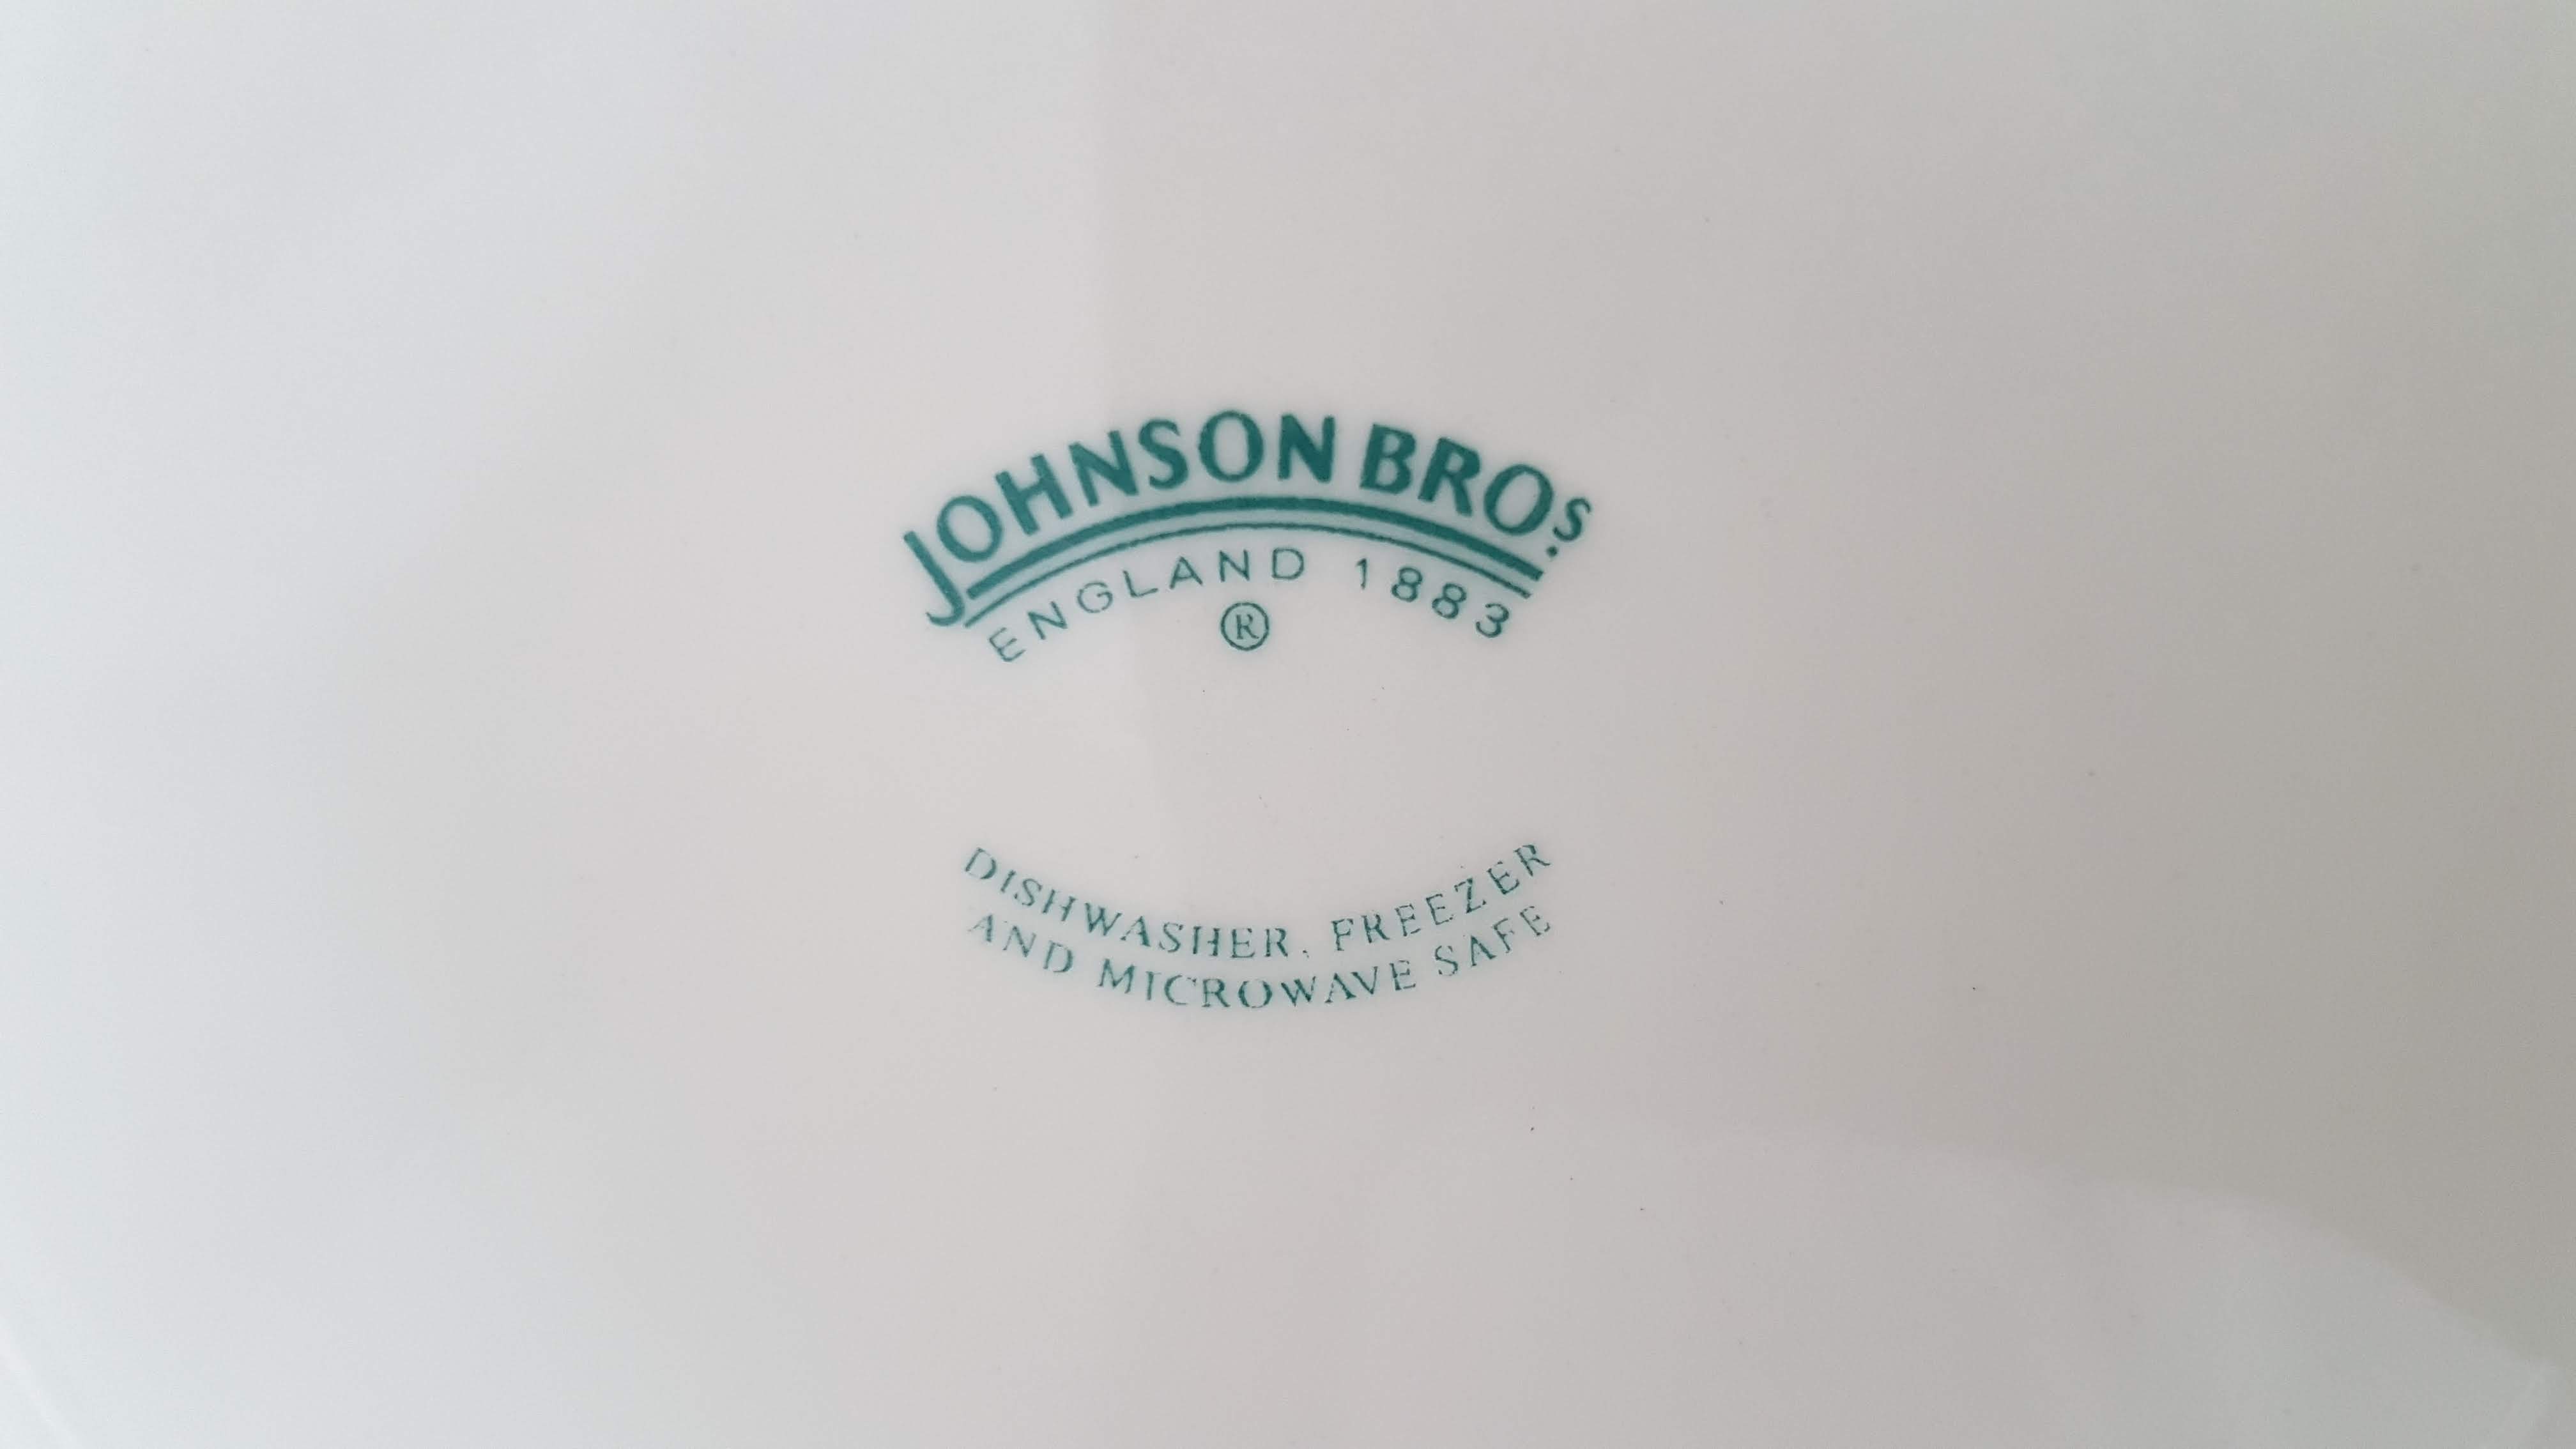 JOHNSON BROS.
ENGLAND 1883
®
DISHWASHER, FREEZER
AND MICROWAVE SAFE